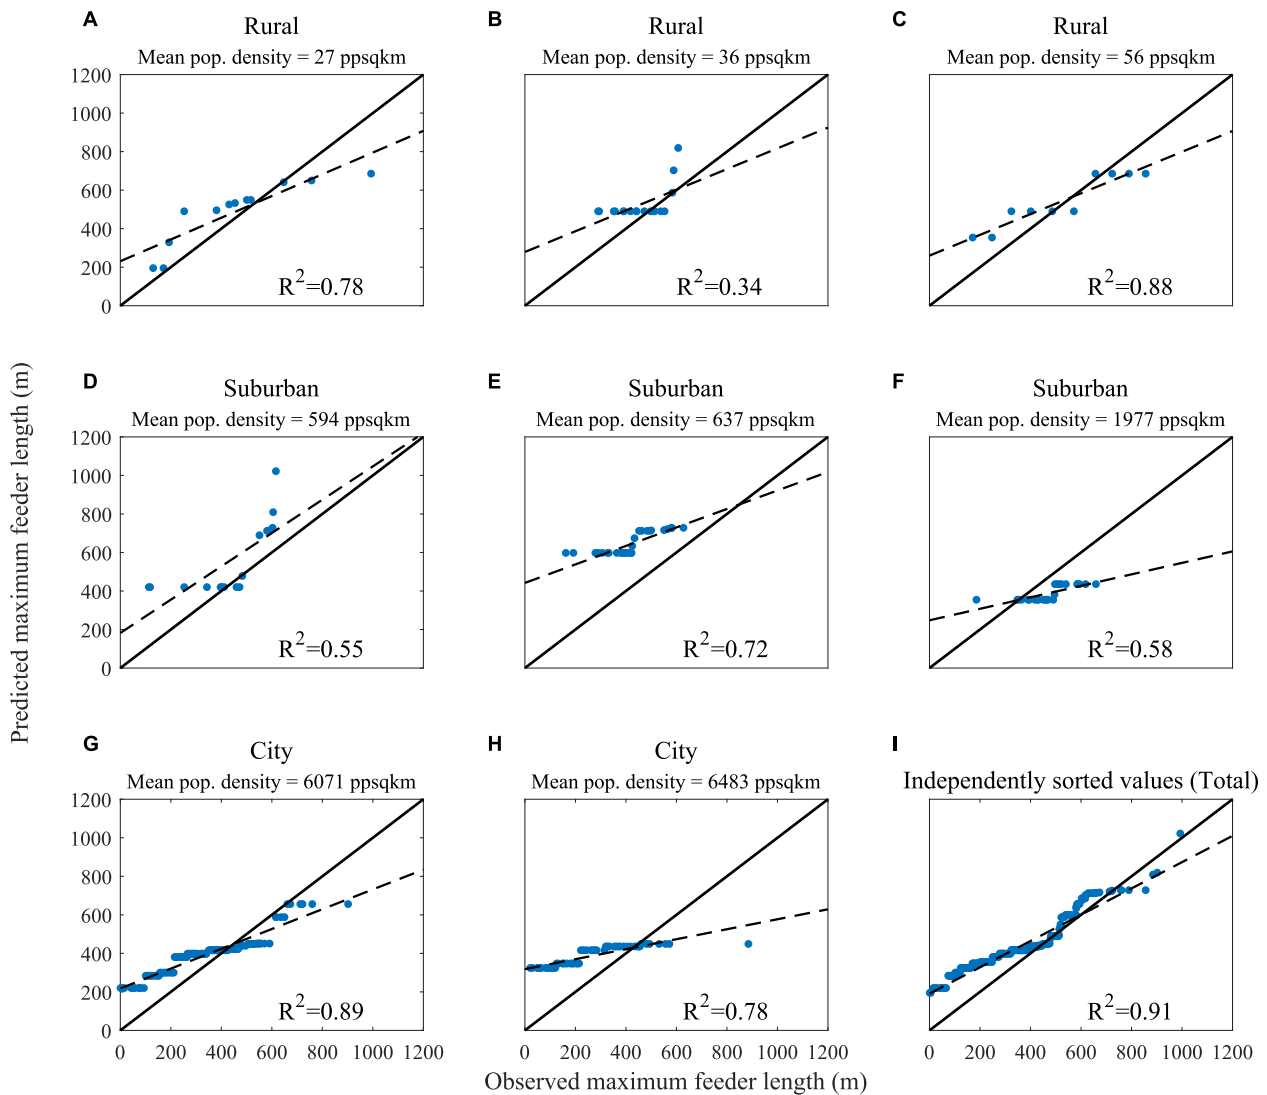 A
Rural
Mean pop. density = 27 ppsqkm
1200
1000
800
600
400
200
0
R²=0.78
B
Rural
Mean pop. density = 36 ppsqkm
R²=0.34
C
Rural
Mean pop. density = 56 ppsqkm
R²=0.88
Predicted maximum feeder length (m)
D
Suburban
Mean pop. density = 594 ppsqkm
1200
1000
800
600
400
200
0
R²=0.55
E
Suburban
Mean pop. density = 637 ppsqkm
R²=0.72
F
Suburban
Mean pop. density = 1977 ppsqkm
R²=0.58
G
City
Mean pop. density = 6071 ppsqkm
1200
1000
800
600
400
200
0
R²=0.89
0 200 400 600 800 1000 1200
H
City
Mean pop. density = 6483 ppsqkm
R²=0.78
0 200 400 600 800 1000 1200
I
Independently sorted values (Total)
R²=0.91
0 200 400 600 800 1000 1200
Observed maximum feeder length (m)